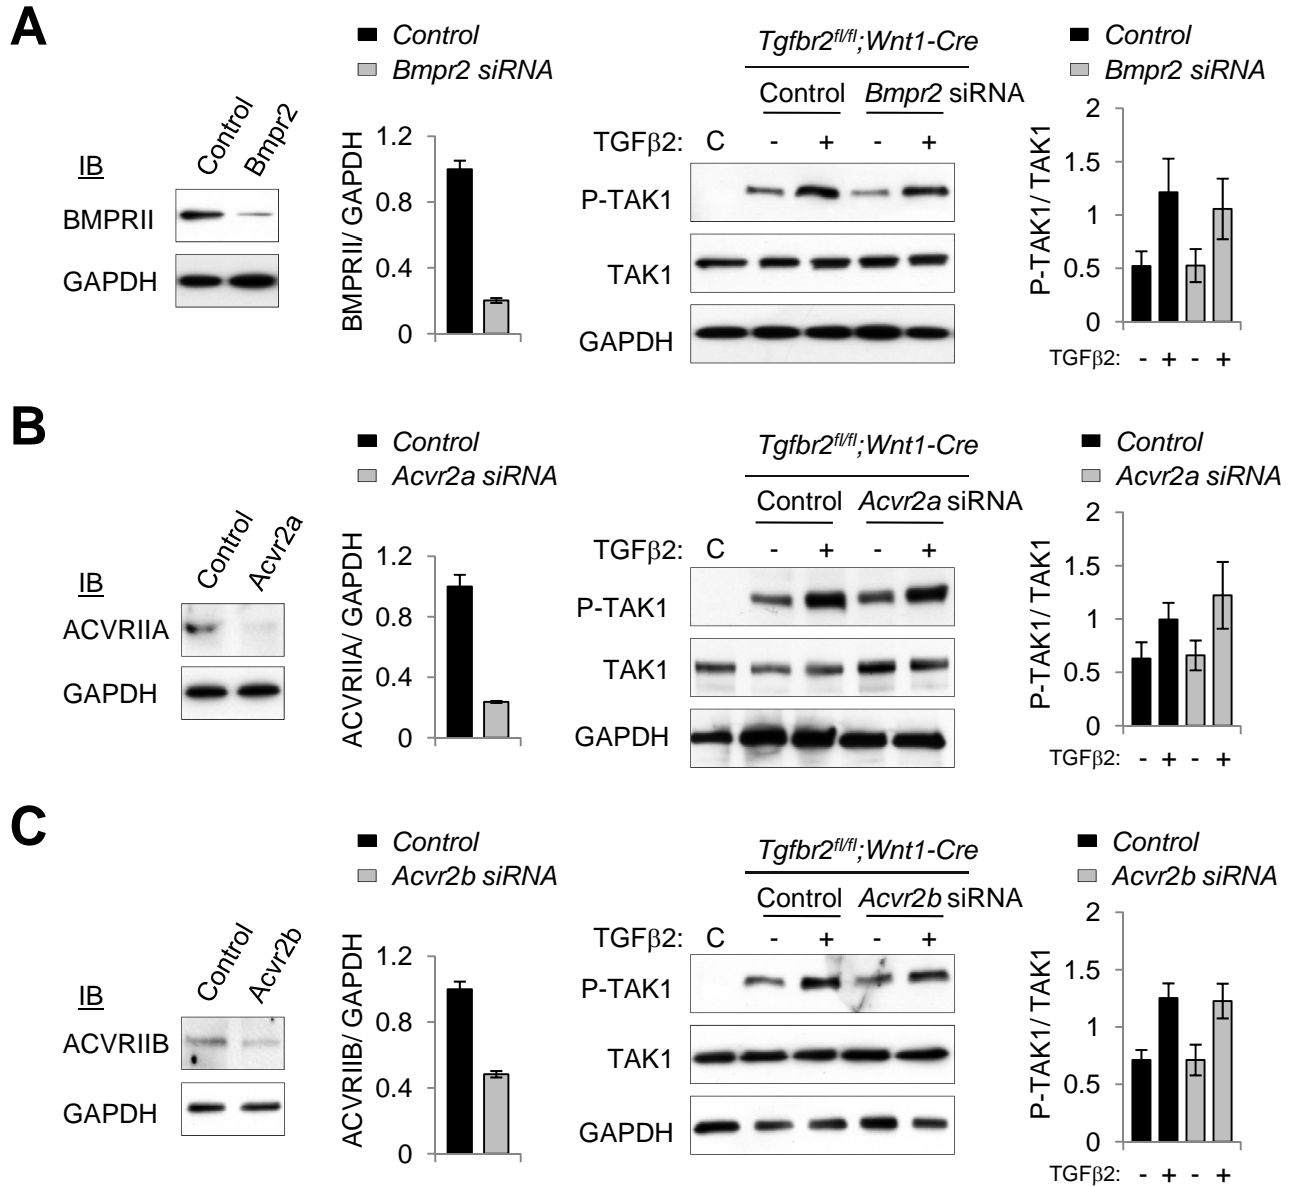 A
Control
Bmpr2 siRNA
Control
Bmpr2
IB
BMPRII
GAPDH
BMPRII/ GAPDH
1.2
0.8
0.4
0
Tgfbr2fl/fl;Wnt1-Cre
Control Bmpr2 siRNA
TGFβ2: C - + - +
P-TAK1
TAK1
GAPDH
Control
Bmpr2 siRNA
P-TAK1/ TAK1
2
1.5
1
0.5
0
TGFβ2: - + - +
B
Control
Acvr2a siRNA
Control
Acvr2a
IB
ACVRIIA
GAPDH
ACVRIIA/ GAPDH
1.2
0.8
0.4
0
Tgfbr2fl/fl;Wnt1-Cre
Control Acvr2a siRNA
TGFβ2: C - + - +
P-TAK1
TAK1
GAPDH
Control
Acvr2a siRNA
P-TAK1/ TAK1
2
1.5
1
0.5
0
TGFβ2: - + - +
C
Control
Acvr2b siRNA
Control
Acvr2b
IB
ACVRIIB
GAPDH
ACVRIIB/ GAPDH
1.2
0.8
0.4
0
Tgfbr2fl/fl;Wnt1-Cre
Control Acvr2b siRNA
TGFβ2: C - + - +
P-TAK1
TAK1
GAPDH
Control
Acvr2b siRNA
P-TAK1/ TAK1
2
1.5
1
0.5
0
TGFβ2: - + - +